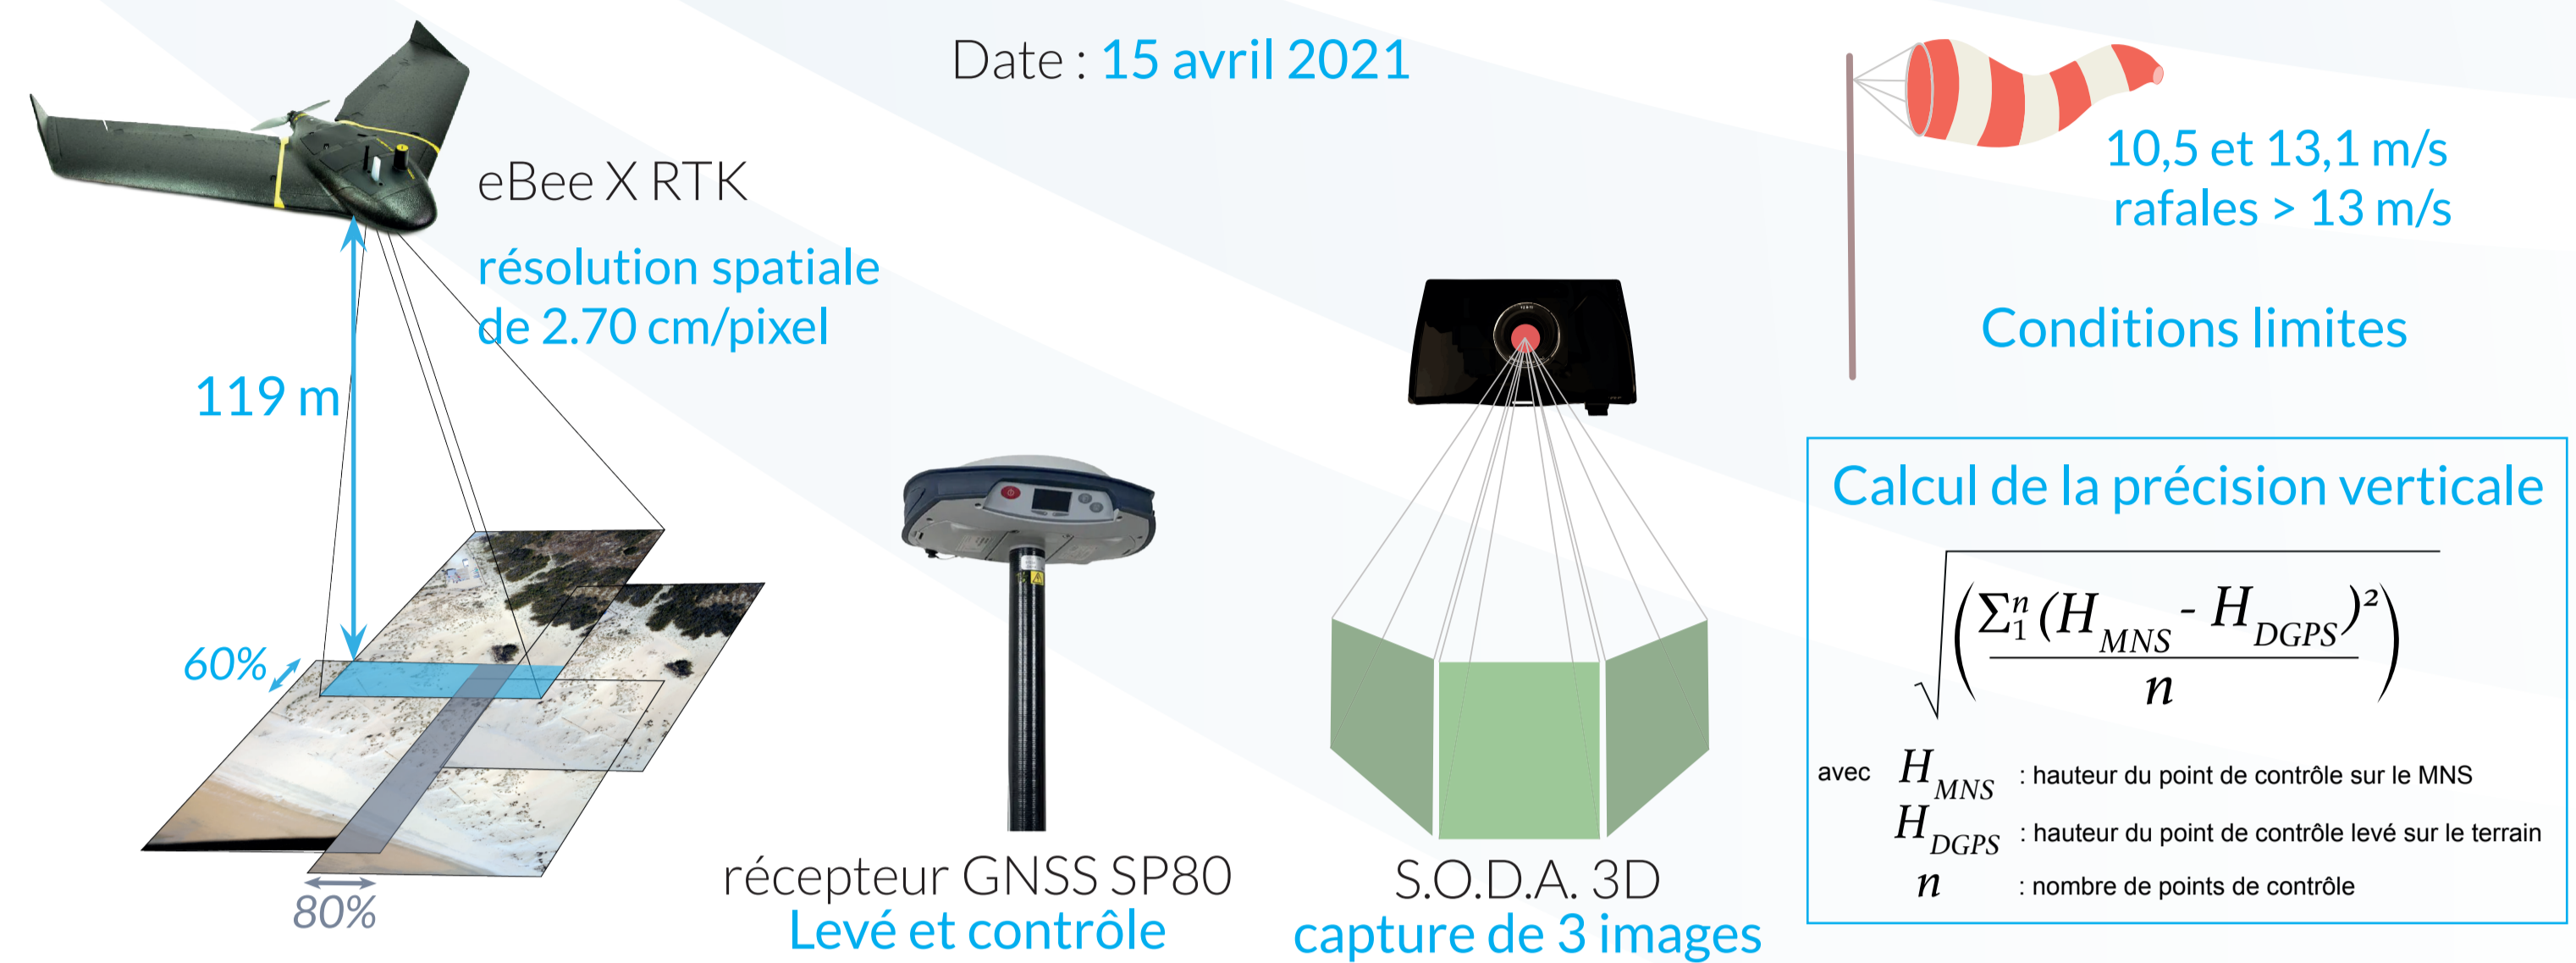 Date : 15 avril 2021
eBee X RTK
résolution spatiale
de 2.70 cm/pixel
119 m
60%
80%
récepteur GNSS SP80
Levé et contrôle
S.O.D.A. 3D
capture de 3 images
10,5 et 13,1 m/s
rafales > 13 m/s
Conditions limites
Calcul de la précision verticale
√((Σ₁ⁿ (H_MNS - H_DGPS)²) / n)
avec H_MNS : hauteur du point de contrôle sur le MNS
H_DGPS : hauteur du point de contrôle levé sur le terrain
n : nombre de points de contrôle